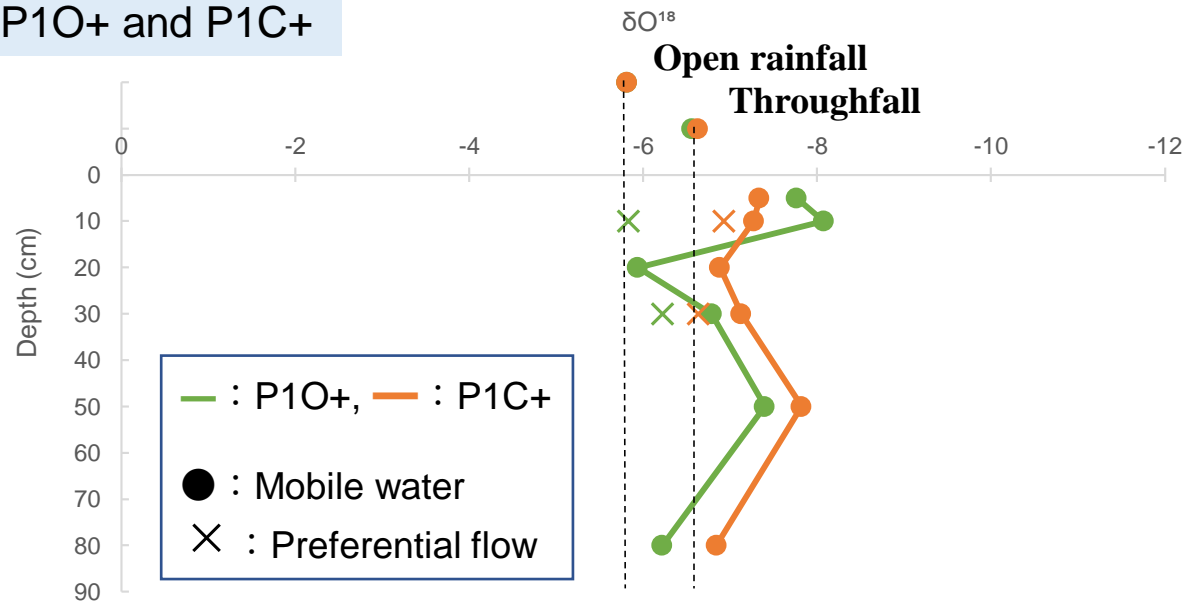 P1O+ and P1C+
δO¹⁸
Open rainfall
Throughfall
0 -2 -4 -6 -8 -10 -12
0
10
20
30
40
50
60
70
80
90
Depth (cm)
：P1O+, ：P1C+
：Mobile water
：Preferential flow